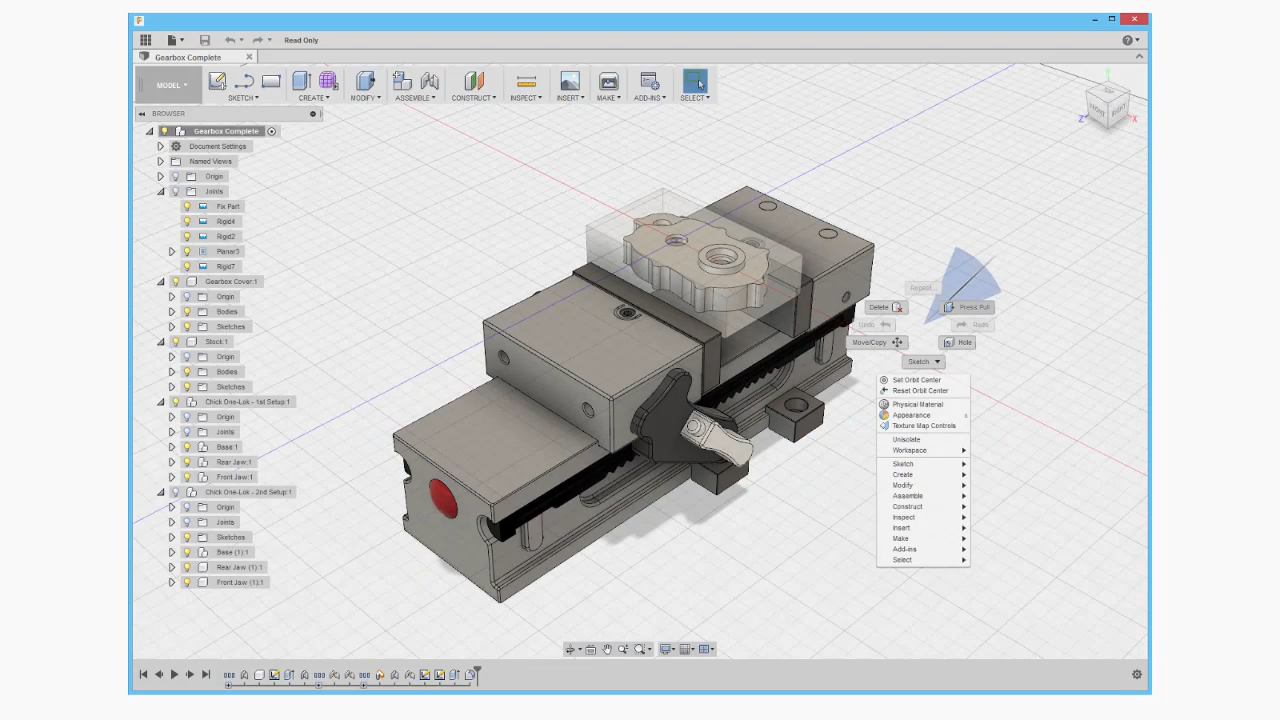 F
Read Only
Gearbox Complete
MODEL
SKETCH
CREATE
MODIFY
ASSEMBLE
CONSTRUCT
INSPECT
INSERT
MAKE
ADD-INS
SELECT
BROWSER
Gearbox Complete
Document Settings
Named Views
Origin
Joints
Fix Part
Rigid4
Rigid2
Rigid7
Gearbox Cover:1
Origin
Bodies
Sketches
Stock:1
Origin
Bodies
Sketches
Chick One-Lok - 1st Setup:1
Origin
Joints
Base:1
Rear Jaw:1
Front Jaw:1
Chick One-Lok - 2nd Setup:1
Origin
Joints
Sketches
Base (1):1
Rear Jaw (1):1
Front Jaw (1):1
FRONT
RIGHT
Z
X
Repeat...
Delete
Press Pull
Undo
Redo
Move/Copy
Hole
Sketch
Set Orbit Center
Reset Orbit Center
Physical Material
Appearance
Texture Map Controls
Unisolate
Workspace
Sketch
Create
Modify
Assemble
Construct
Inspect
Insert
Make
Add-ins
Select